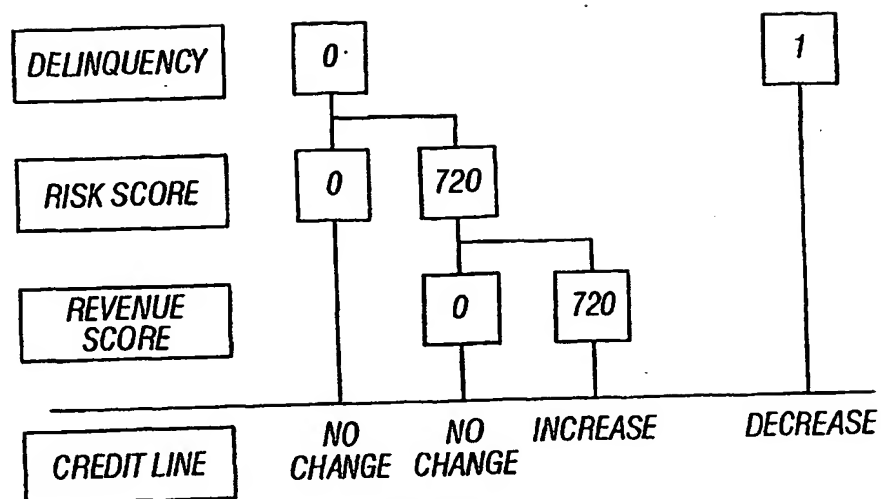 DELINQUENCY 0 1
RISK SCORE 0 720
REVENUE
SCORE
0 720
NO
CHANGE
NO
CHANGE
INCREASE
DECREASE
CREDIT LINE